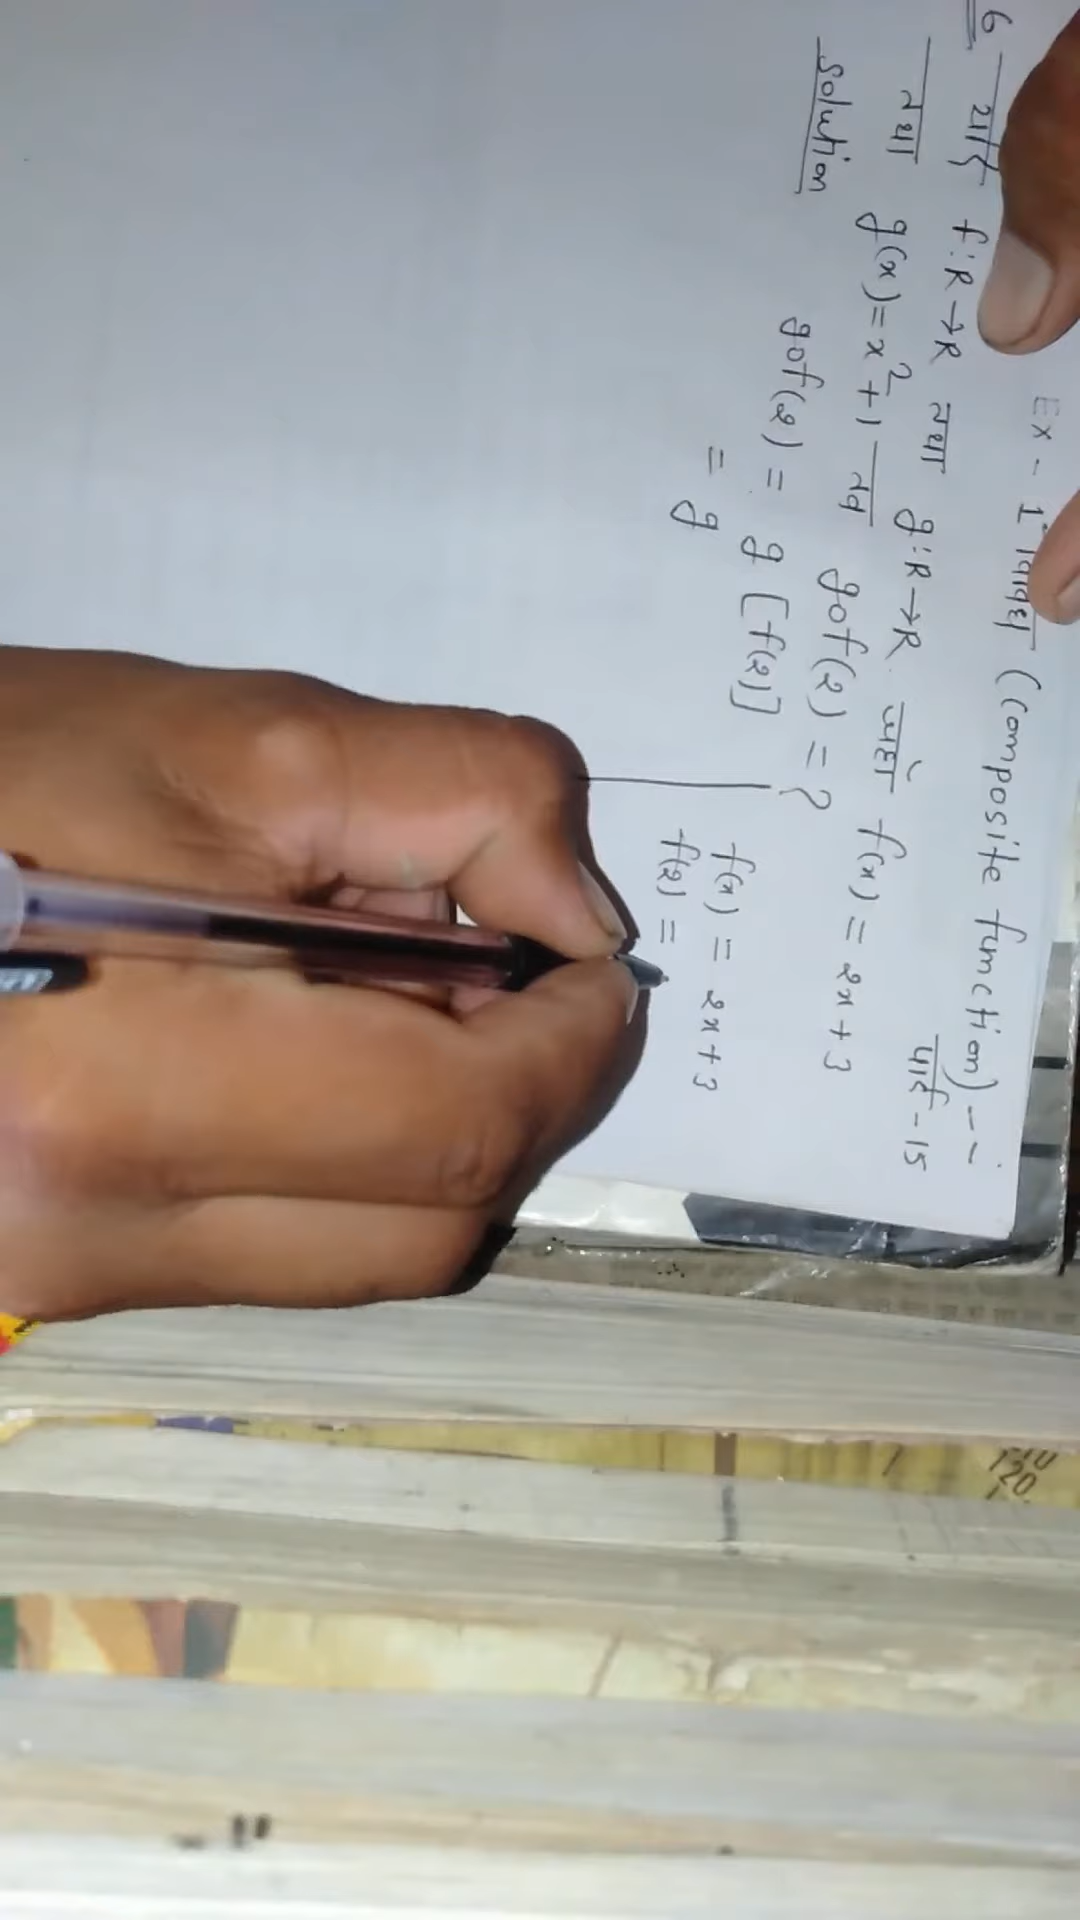 Ex - 1 (Composite function) -
पार्ट - 15
6 यदि f:R→R तथा g:R→R जहाँ f(x) = 2x+3
तथा g(x) = x²+1 तब gof(2) = ?
Solution
gof(2) = g[f(2)]
= g
f(x) = 2x+3
f(2) =
120